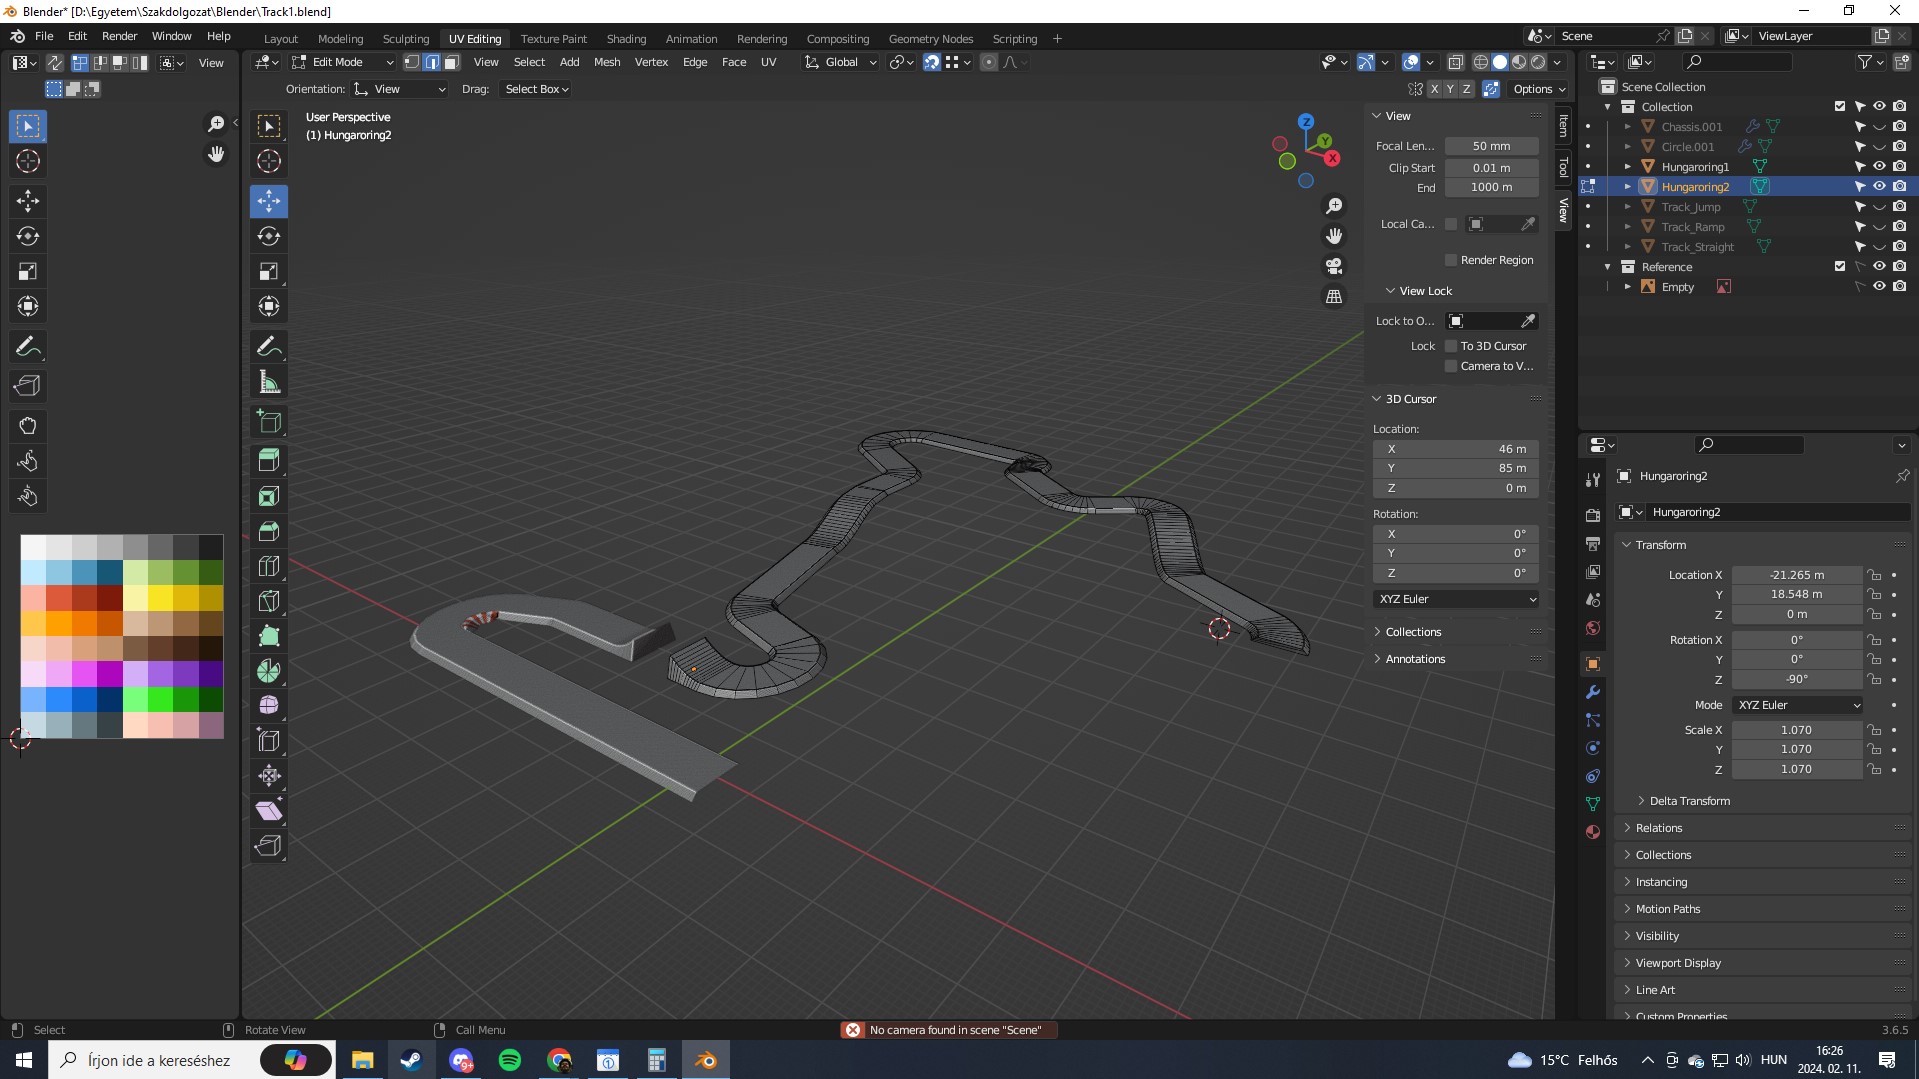 Blender* [D:\Egyetem\Szakdolgozat\Blender\Track1.blend]
File Edit Render Window Help
Layout Modeling Sculpting UV Editing Texture Paint Shading Animation Rendering Compositing Geometry Nodes Scripting +
Scene
ViewLayer
View
Edit Mode
View Select Add Mesh Vertex Edge Face UV
Global
Orientation: View Drag: Select Box
X Y Z Options
User Perspective
(1) Hungaroring2
Z
Y
X
View
Focal Len... 50 mm
Clip Start 0.01 m
End 1000 m
Local Ca...
Render Region
View Lock
Lock to O...
Lock To 3D Cursor
Camera to V...
3D Cursor
Location:
X 46 m
Y 85 m
Z 0 m
Rotation:
X 0°
Y 0°
Z 0°
XYZ Euler
Collections
Annotations
Item
Tool
View
Scene Collection
Collection
Chassis.001
Circle.001
Hungaroring1
Hungaroring2
Track_Jump
Track_Ramp
Track_Straight
Reference
Empty
Hungaroring2
Hungaroring2
Transform
Location X -21.265 m
Y 18.548 m
Z 0 m
Rotation X 0°
Y 0°
Z -90°
Mode XYZ Euler
Scale X 1.070
Y 1.070
Z 1.070
Delta Transform
Relations
Collections
Instancing
Motion Paths
Visibility
Viewport Display
Line Art
Custom Properties
Select
Rotate View
Call Menu
No camera found in scene "Scene"
3.6.5
Írjon ide a kereséshez
9+
15°C Felhős
HUN
16:26
2024. 02. 11.